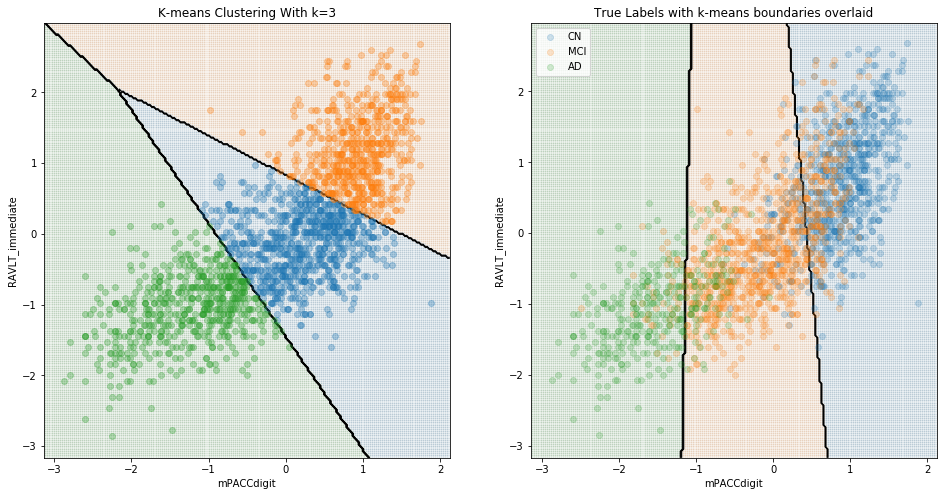 K-means Clustering With k=3
RAVLT_immediate
2
1
0
−1
−2
−3
−3
−2
−1
0
1
2
mPACCdigit
True Labels with k-means boundaries overlaid
CN
MCI
AD
RAVLT_immediate
2
1
0
−1
−2
−3
−3
−2
−1
0
1
2
mPACCdigit